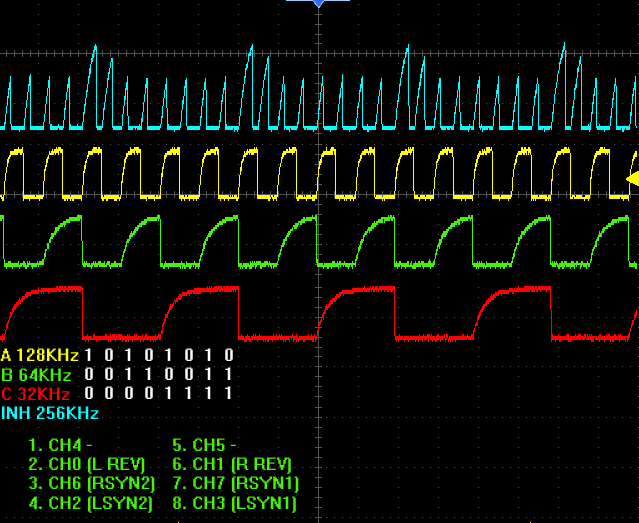 A 128KHz 1 0 1 0 1 0 1 0
B 64KHz 0 0 1 1 0 0 1 1
C 32KHz 0 0 0 0 1 1 1 1
INH 256KHz
1. CH4 - 5. CH5 -
2. CH0 (L REV) 6. CH1 (R REV)
3. CH6 (RSYN2) 7. CH7 (RSYN1)
4. CH2 (LSYN2) 8. CH3 (LSYN1)